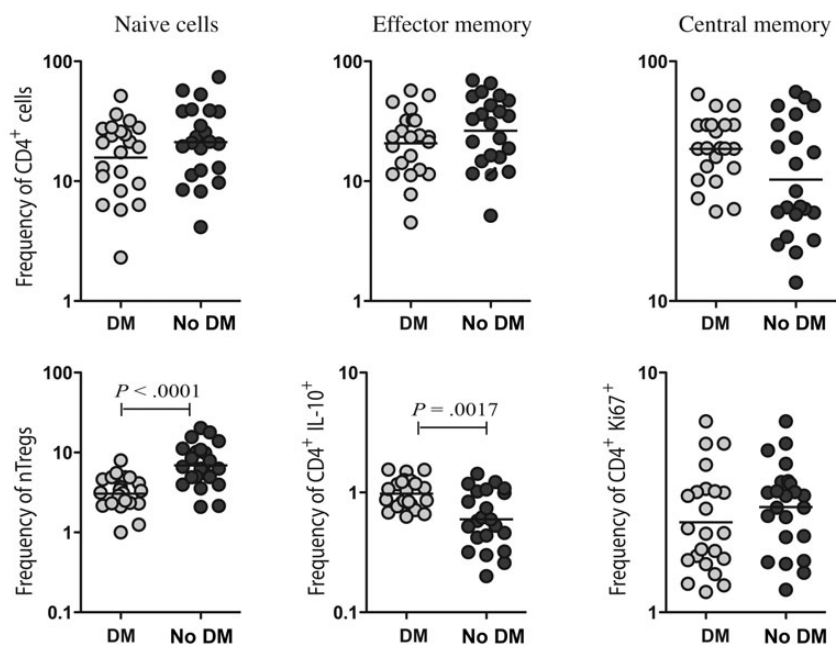 Naive cells
Effector memory
Central memory
Frequency of CD4⁺ cells
100
10
1
DM
No DM
100
10
1
DM
No DM
100
10
DM
No DM
Frequency of nTregs
100
10
1
0.1
P < .0001
DM
No DM
Frequency of CD4⁺ IL-10⁺
10
1
0.1
P = .0017
DM
No DM
Frequency of CD4⁺ Ki67⁺
10
1
DM
No DM